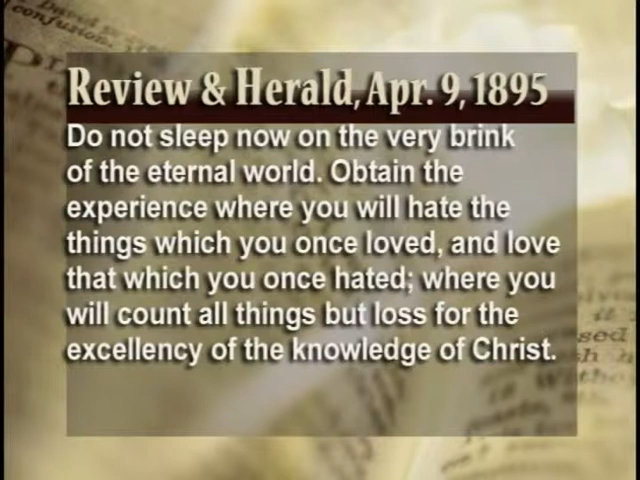 Review & Herald, Apr. 9, 1895
Do not sleep now on the very brink
of the eternal world. Obtain the
experience where you will hate the
things which you once loved, and love
that which you once hated; where you
will count all things but loss for the
excellency of the knowledge of Christ.
confusion.